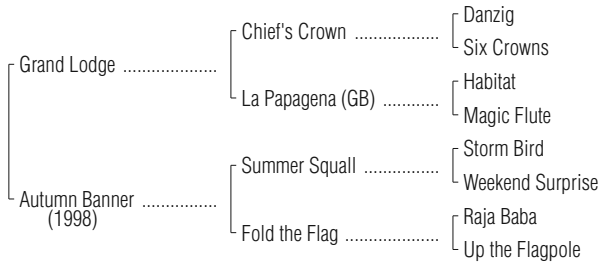 Danzig
Chief's Crown ..................
Six Crowns
Grand Lodge ....................
Habitat
La Papagena (GB) ............
Magic Flute
Storm Bird
Summer Squall ................
Weekend Surprise
Autumn Banner ................
(1998)
Raja Baba
Fold the Flag ....................
Up the Flagpole